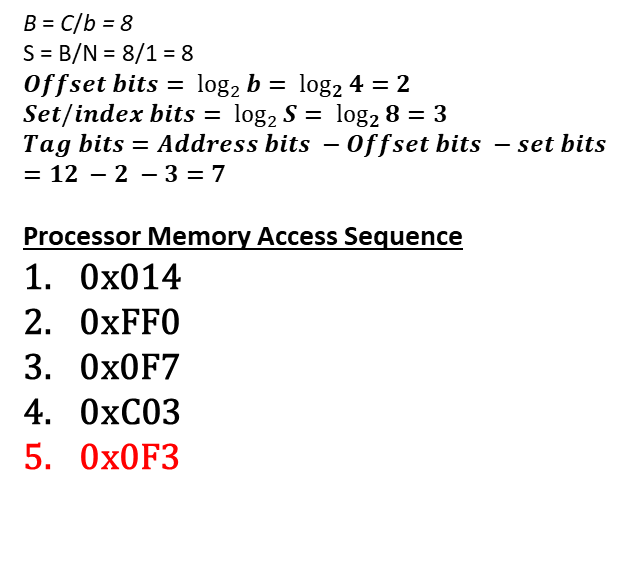 B = C/b = 8
S = B/N = 8/1 = 8
Offset bits = log₂ b = log₂ 4 = 2
Set/index bits = log₂ S = log₂ 8 = 3
Tag bits = Address bits − Offset bits − set bits
= 12 − 2 − 3 = 7
Processor Memory Access Sequence
1. 0x014
2. 0xFF0
3. 0x0F7
4. 0xC03
5. 0x0F3